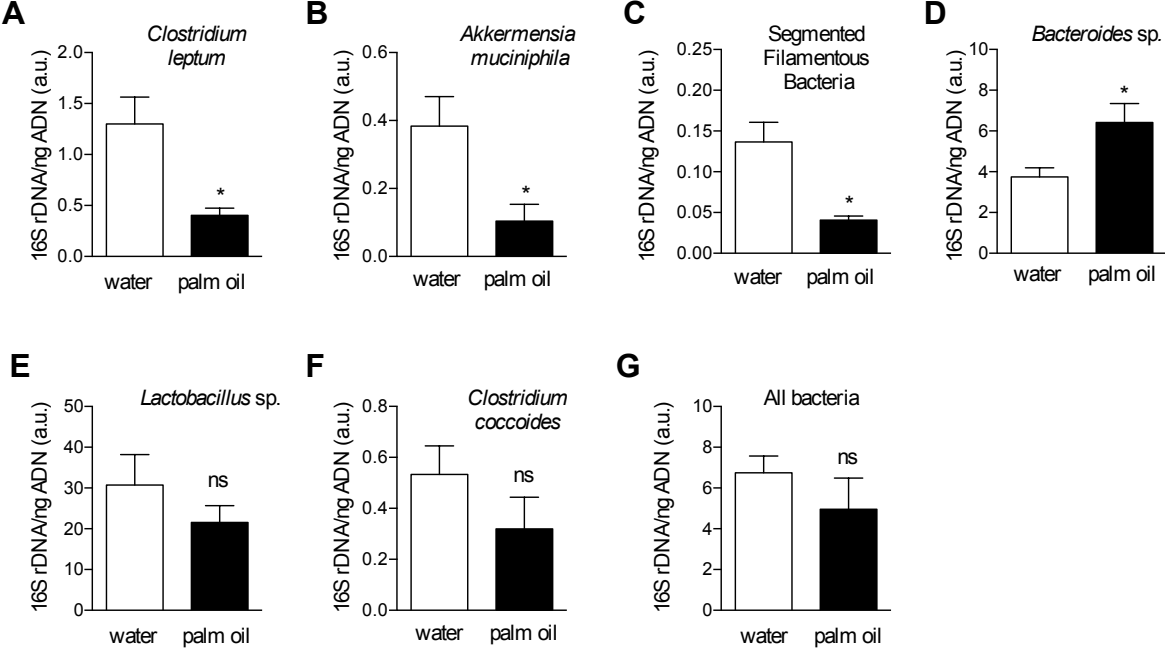 A
Clostridium
leptum
16S rDNA/ng ADN (a.u.)
2.0
1.5
1.0
0.5
0.0
*
water palm oil
B
Akkermensia
muciniphila
16S rDNA/ng ADN (a.u.)
0.6
0.4
0.2
0.0
*
water palm oil
C
Segmented
Filamentous
Bacteria
16S rDNA/ng ADN (a.u.)
0.25
0.20
0.15
0.10
0.05
0.00
*
water palm oil
D
Bacteroides sp.
16S rDNA/ng ADN (a.u.)
10
8
6
4
2
0
*
water palm oil
E
Lactobacillus sp.
16S rDNA/ng ADN (a.u.)
50
40
30
20
10
0
ns
water palm oil
F
Clostridium
coccoides
16S rDNA/ng ADN (a.u.)
0.8
0.6
0.4
0.2
0.0
ns
water palm oil
G
All bacteria
16S rDNA/ng ADN (a.u.)
10
8
6
4
2
0
ns
water palm oil